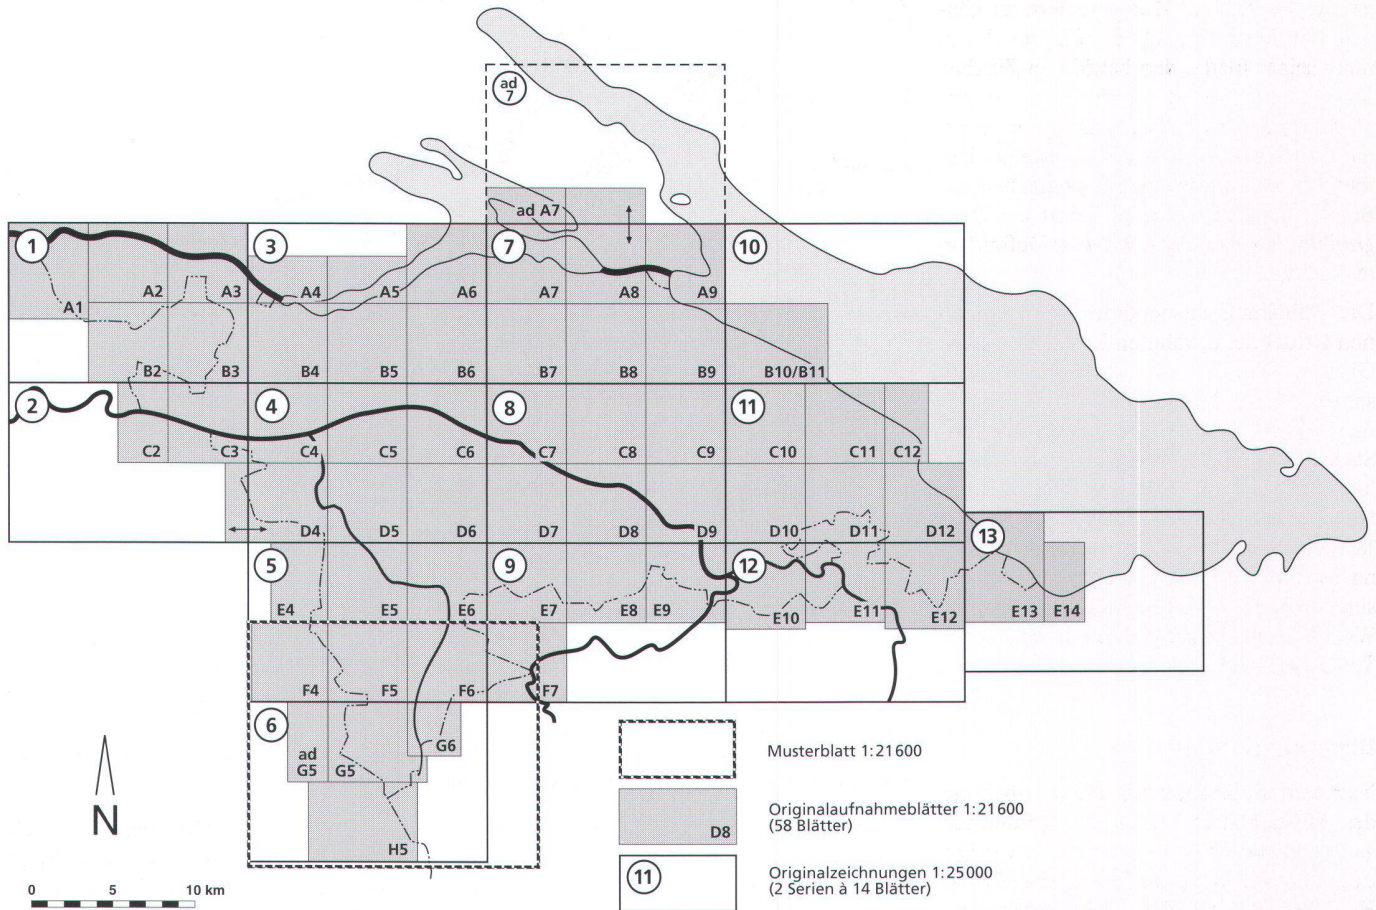 ad
7
ad A7
1
3
7
10
A1
A2
A3
A4
A5
A6
A7
A8
A9
B2
B3
B4
B5
B6
B7
B8
B9
B10/B11
2
4
8
11
C2
C3
C4
C5
C6
C7
C8
C9
C10
C11
C12
D4
D5
D6
D7
D8
D9
D10
D11
D12
13
5
9
12
E4
E5
E6
E7
E8
E9
E10
E11
E12
E13
E14
F4
F5
F6
F7
6
ad
G5
G5
G6
H5
N
0 5 10 km
Musterblatt 1:21600
D8
Originalaufnahmeblätter 1:21600
(58 Blätter)
11
Originalzeichnungen 1:25000
(2 Serien à 14 Blätter)